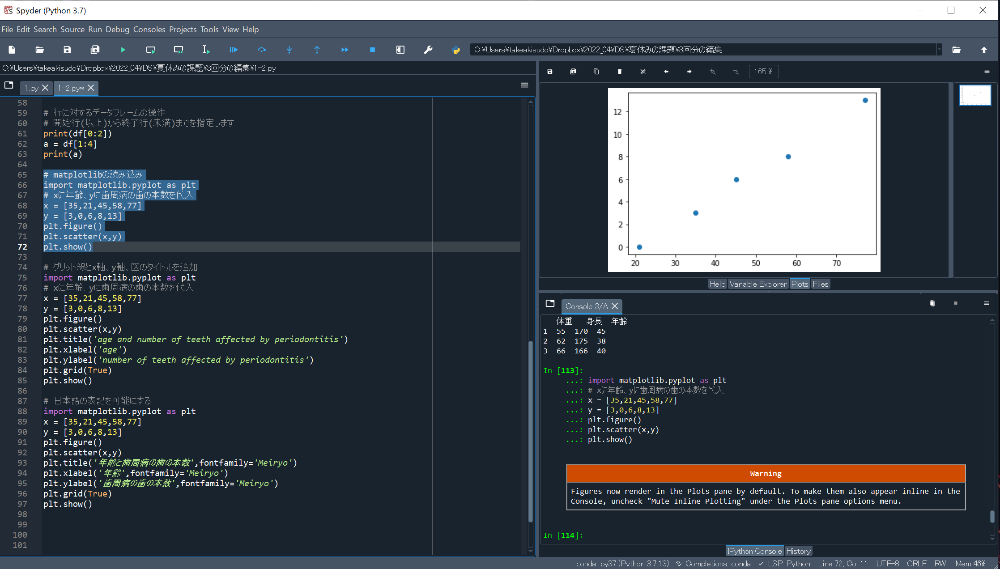 Spyder (Python 3.7)
File Edit Search Source Run Debug Consoles Projects Tools View Help
C:¥Users¥takeakisudo¥Dropbox¥2022_04¥DS¥夏休みの課題¥3回分の編集
C:¥Users¥takeakisudo¥Dropbox¥2022_04¥DS¥夏休みの課題¥3回分の編集¥1-2.py
1.py
1-2.py*
58
59 # 行に対するデータフレームの操作
60 # 開始行(以上)から終了行(未満)までを指定します
61 print(df[0:2])
62 a = df[1:4]
63 print(a)
64
65 # matplotlibの読み込み
66 import matplotlib.pyplot as plt
67 # xに年齢、yに歯周病の歯の本数を代入
68 x = [35,21,45,58,77]
69 y = [3,0,6,8,13]
70 plt.figure()
71 plt.scatter(x,y)
72 plt.show()
73
74 # グリッド線とx軸、y軸、図のタイトルを追加
75 import matplotlib.pyplot as plt
76 # xに年齢、yに歯周病の歯の本数を代入
77 x = [35,21,45,58,77]
78 y = [3,0,6,8,13]
79 plt.figure()
80 plt.scatter(x,y)
81 plt.title('age and number of teeth affected by periodontitis')
82 plt.xlabel('age')
83 plt.ylabel('number of teeth affected by periodontitis')
84 plt.grid(True)
85 plt.show()
86
87 # 日本語の表記を可能にする
88 import matplotlib.pyplot as plt
89 x = [35,21,45,58,77]
90 y = [3,0,6,8,13]
91 plt.figure()
92 plt.scatter(x,y)
93 plt.title('年齢と歯周病の歯の本数',fontfamily='Meiryo')
94 plt.xlabel('年齢',fontfamily='Meiryo')
95 plt.ylabel('歯周病の歯の本数',fontfamily='Meiryo')
96 plt.grid(True)
97 plt.show()
98
99
100
101
165 %
12
10
8
6
4
2
0
20 30 40 50 60 70
Help Variable Explorer Plots Files
Console 3/A
体重 身長 年齢
1 55 170 45
2 62 175 38
3 66 166 40
In [113]:
...: import matplotlib.pyplot as plt
...: # xに年齢、yに歯周病の歯の本数を代入
...: x = [35,21,45,58,77]
...: y = [3,0,6,8,13]
...: plt.figure()
...: plt.scatter(x,y)
...: plt.show()
Warning
Figures now render in the Plots pane by default. To make them also appear inline in the
Console, uncheck "Mute Inline Plotting" under the Plots pane options menu.
In [114]:
IPython Console History
conda: py37 (Python 3.7.13) Completions: conda LSP: Python Line 72, Col 11 UTF-8 CRLF RW Mem 46%